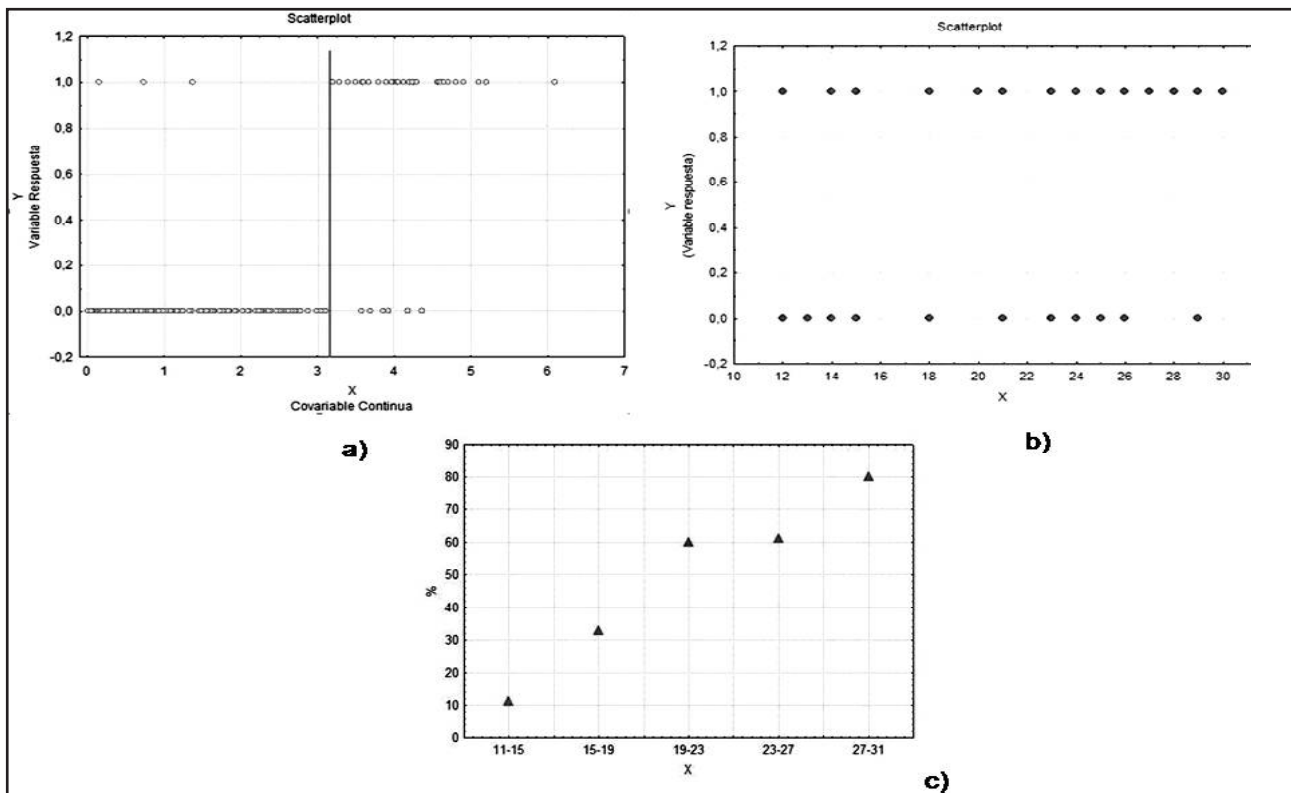 Scatterplot
1,2
1,0
0,8
0,6
0,4
0,2
0,0
-0,2
Y
Variable Respuesta
0 1 2 3 4 5 6 7
X
Covariable Continua
a)
Scatterplot
1,2
1,0
0,8
0,6
0,4
0,2
0,0
-0,2
Y
(Variable respuesta)
10 12 14 16 18 20 22 24 26 28 30
X
b)
90
80
70
60
50
40
30
20
10
0
%
11-15 15-19 19-23 23-27 27-31
X
c)